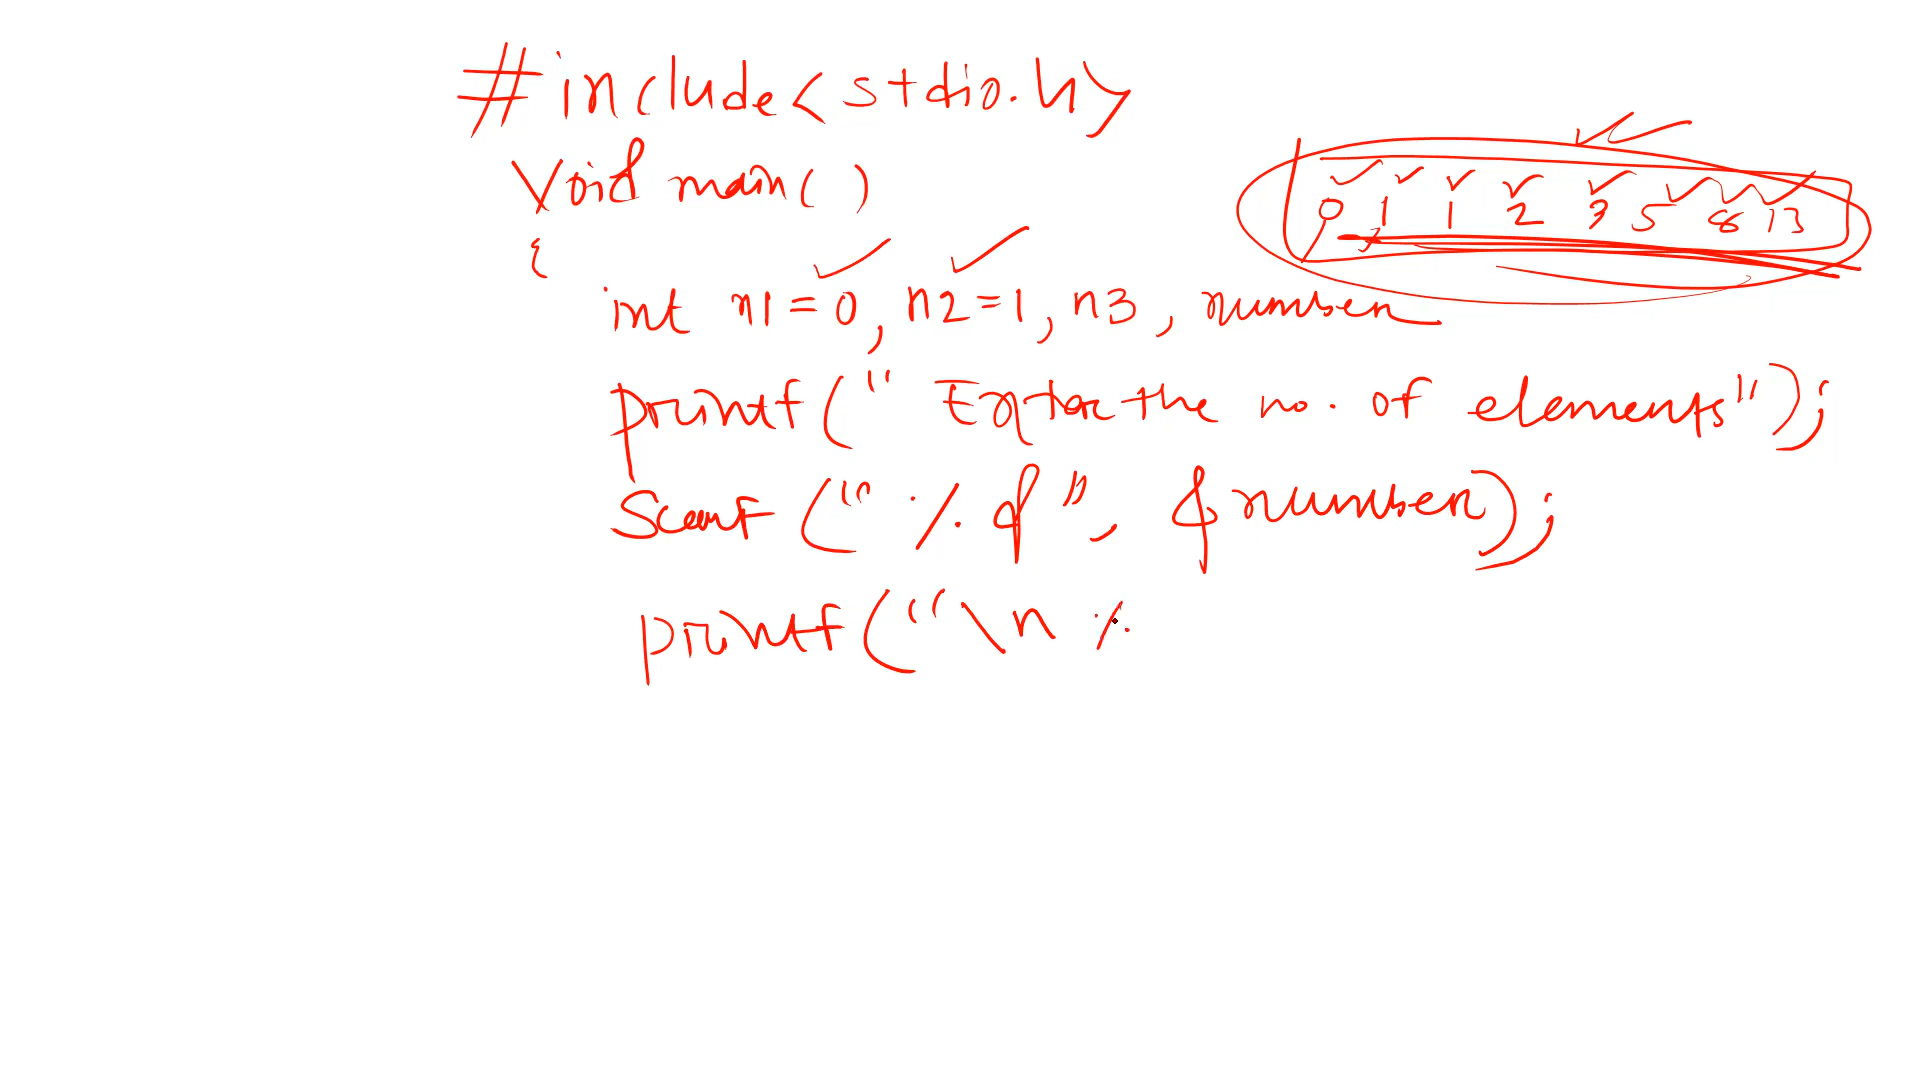 #include<stdio.h>
void main()
{
0 1 1 2 3 5 8 13
int n1=0, n2=1, n3, number
printf("Enter the no. of elements");
scanf("%d", &number);
printf("\n %